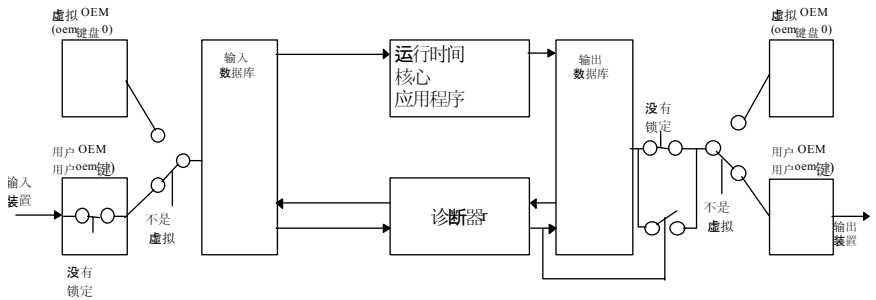 虚拟 OEM
(oem键盘0)
虚拟 OEM
(oem键盘0)
输入
数据库
运行时间
核心
应用程序
输出
数据库
没有
锁定
用户 OEM
用户oem键)
用户 OEM
用户oem键)
输入
装置
不是
虚拟
诊断器r
不是
虚拟
输出
装置
没有
锁定